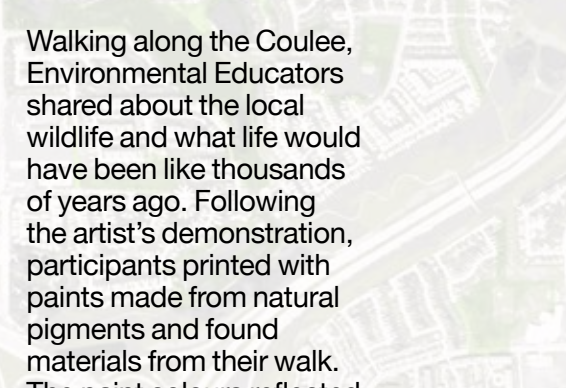 Walking along the Coulee,
Environmental Educators
shared about the local
wildlife and what life would
have been like thousands
of years ago. Following
the artist’s demonstration,
participants printed with
paints made from natural
pigments and found
materials from their walk.
The paint colours reflected